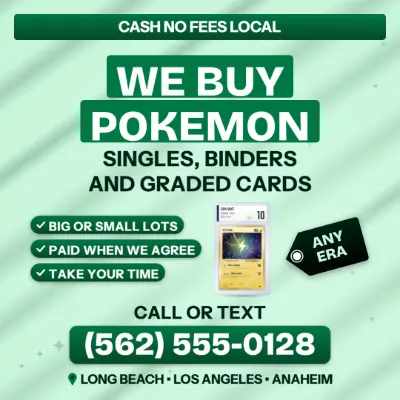 CASH NO FEES LOCAL
WE BUY
POKEMON
SINGLES, BINDERS
AND GRADED CARDS
✓ BIG OR SMALL LOTS
✓ PAID WHEN WE AGREE
✓ TAKE YOUR TIME
10
ANY
ERA
CALL OR TEXT
(562) 555-0128
LONG BEACH • LOS ANGELES • ANAHEIM